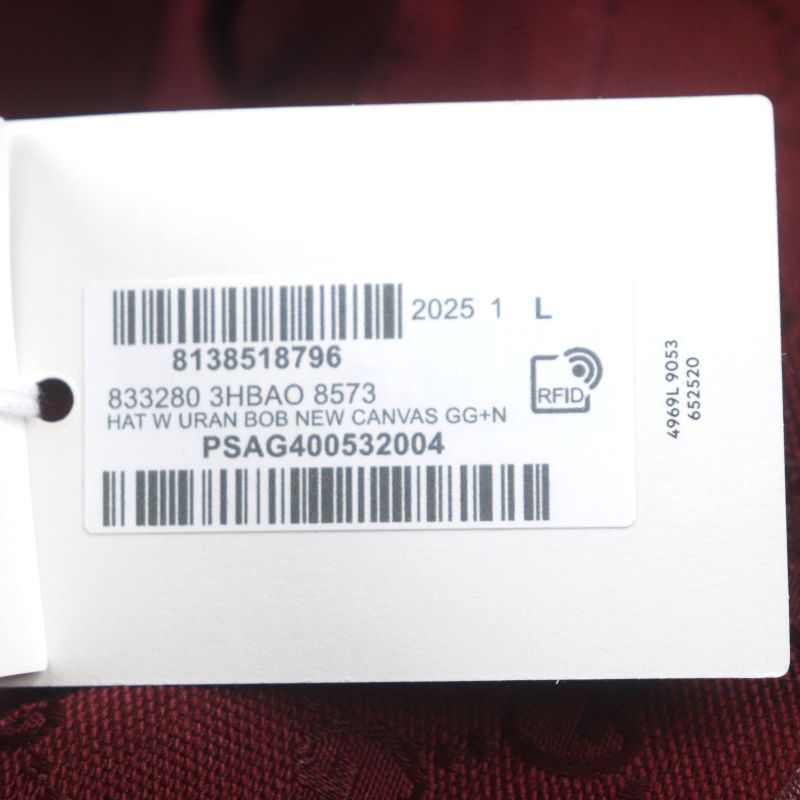 2025 1 L
8138518796
833280 3HBAO 8573
HAT W URAN BOB NEW CANVAS GG+N
PSAG400532004
RFID
4969L 9053
652520